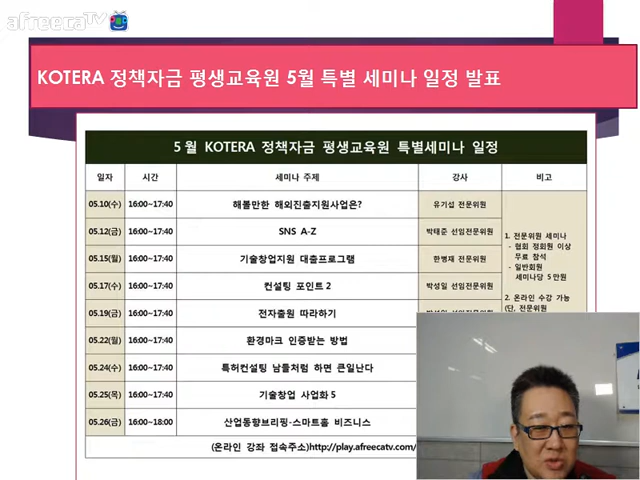 afreecaTV
KOTERA 정책자금 평생교육원 5월 특별 세미나 일정 발표
5월 KOTERA 정책자금 평생교육원 특별세미나 일정
일자 시간 세미나 주제 강사 비고
05.10(수) 16:00~17:40 해볼만한 해외진출지원사업은? 유기섭 전문위원
05.12(금) 16:00~17:40 SNS A-Z 박태준 선임전문위원
05.15(월) 16:00~17:40 기술창업지원 대출프로그램 한병재 전문위원
05.17(수) 16:00~17:40 컨설팅 포인트 2 박성일 선임전문위원
05.19(금) 16:00~17:40 전자출원 따라하기
05.22(월) 16:00~17:40 환경마크 인증받는 방법
05.24(수) 16:00~17:40 특허컨설팅 남들처럼 하면 큰일난다
05.25(목) 16:00~17:40 기술창업 사업화 5
05.26(금) 16:00~18:00 산업동향브리핑-스마트홈 비즈니스
1. 전문위원 세미나
- 협회 정회원 이상
무료 참석
- 일반회원
세미나당 5만원
2. 온라인 수강 가능
(단, 전문위원
(온라인 강좌 접속주소)http://play.afreecatv.com/